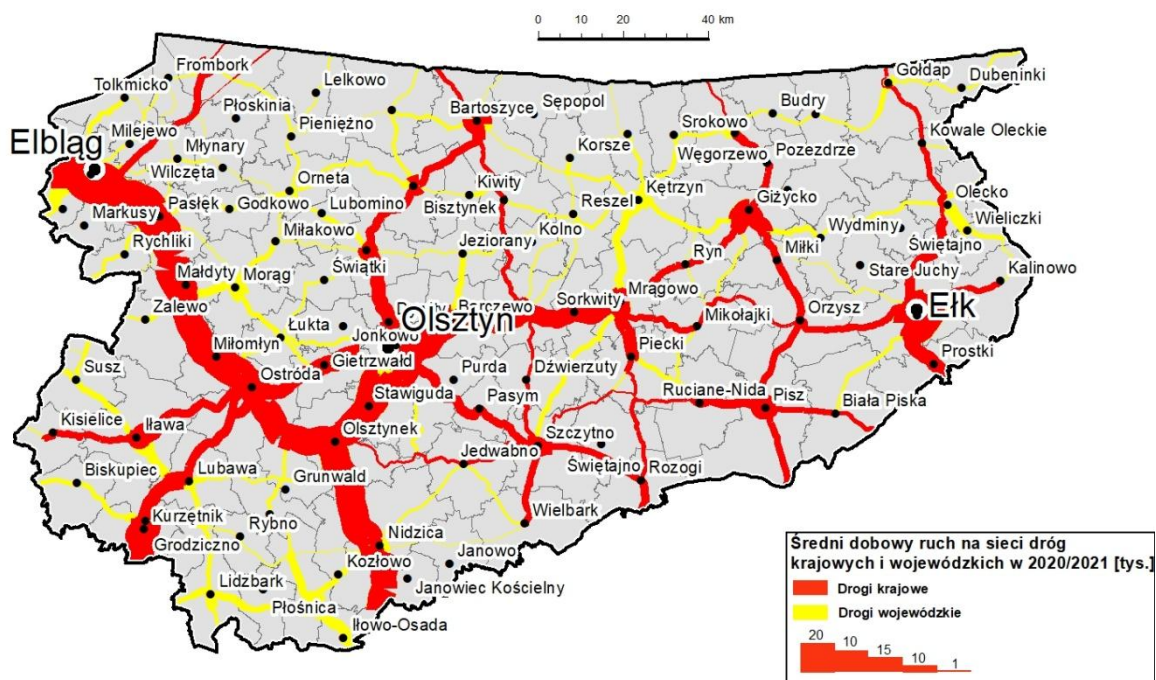 0 10 20 40 km
Frombork
Lelkowo
Gołdap
Dubeninki
Tolkmicko
Płoskinia
Bartoszyce
Sępopol
Budry
Elbląg
Milejewo
Pieniężno
Korsze
Srokowo
Kowale Oleckie
Młynary
Węgorzewo
Pozezdrze
Wilczęta
Orneta
Kiwity
Reszel
Kętrzyn
Giżycko
Olecko
Markusy
Pasłęk
Godkowo
Lubomino
Bisztynek
Kolno
Wydminy
Wieliczki
Rychliki
Miłakowo
Jeziorany
Ryn
Miłki
Świętajno
Małdyty
Morąg
Świątki
Stare Juchy
Kalinowo
Zalewo
Łukta
Barczewo
Sorkwity
Mrągowo
Mikołajki
Orzysz
Ełk
Jonkowo
Olsztyn
Miłomłyn
Gietrzwałd
Purda
Dźwierzuty
Piecki
Prostki
Susz
Ostróda
Stawiguda
Pasym
Ruciane-Nida
Pisz
Biała Piska
Kisielice
Iława
Olsztynek
Szczytno
Biskupiec
Lubawa
Grunwald
Jedwabno
Świętajno
Rozogi
Kurzętnik
Rybno
Nidzica
Wielbark
Grodziczno
Kozłowo
Janowo
Lidzbark
Płośnica
Janowiec Kościelny
Iłowo-Osada
Średni dobowy ruch na sieci dróg
krajowych i wojewódzkich w 2020/2021 [tys.]
Drogi krajowe
Drogi wojewódzkie
20 10 15 10 1